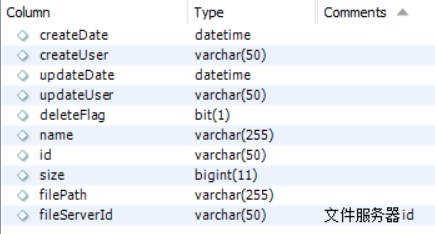 Column Type Comments
createDate datetime
createUser varchar(50)
updateDate datetime
updateUser varchar(50)
deleteFlag bit(1)
name varchar(255)
id varchar(50)
size bigint(11)
filePath varchar(255)
fileServerId varchar(50) 文件服务器id